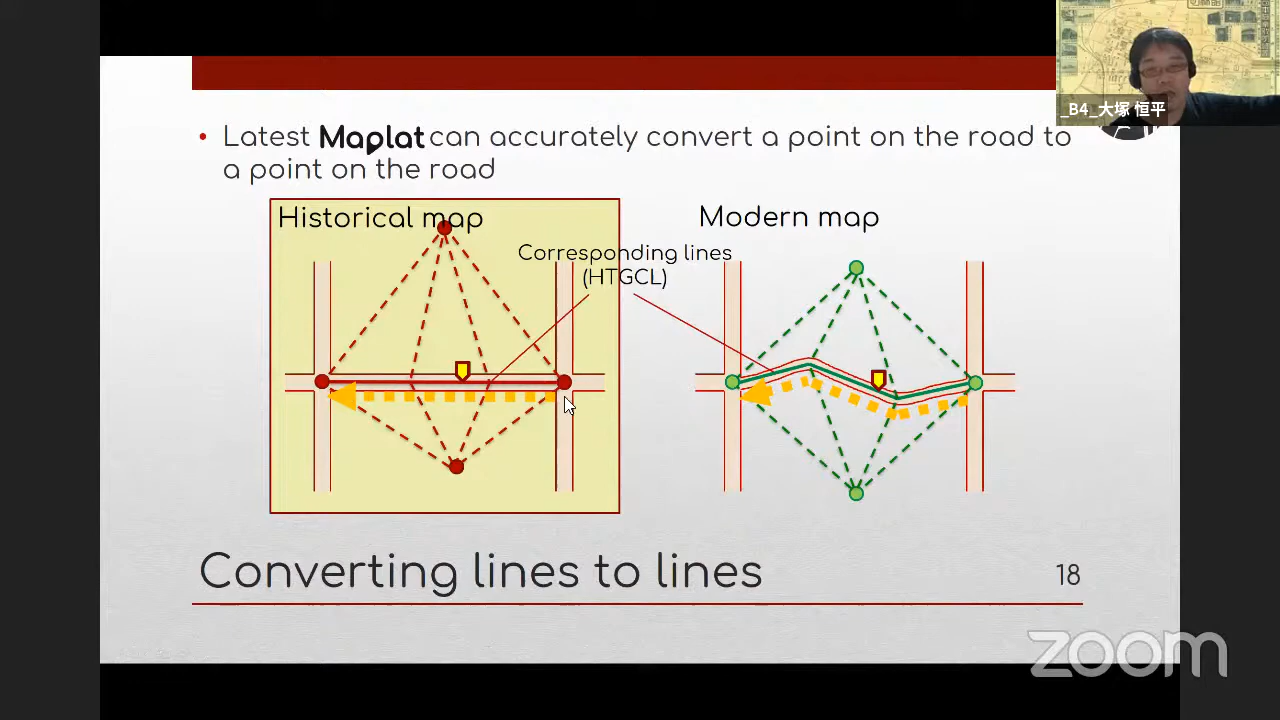 _B4_大塚 恒平
Latest Maplat can accurately convert a point on the road to
a point on the road
Historical map
Modern map
Corresponding lines
(HTGCL)
Converting lines to lines
18
zoom